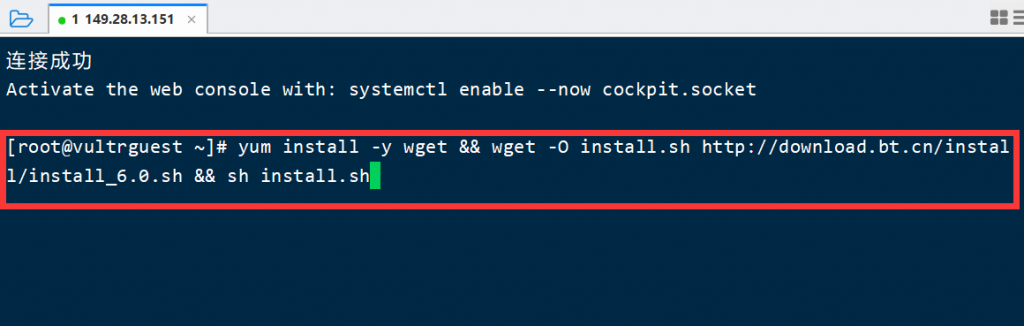 1 149.28.13.151 ×
连接成功
Activate the web console with: systemctl enable --now cockpit.socket
[root@vultrguest ~]# yum install -y wget && wget -O install.sh http://download.bt.cn/instal
l/install_6.0.sh && sh install.sh